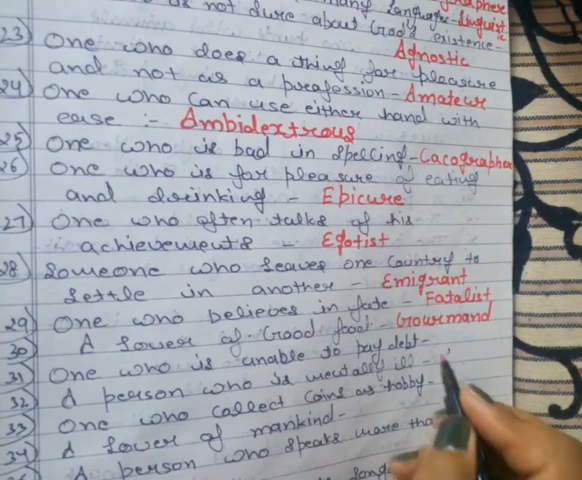 many languages - Linguist
is not sure about God's existence -
Agnostic
23) One who does a thing for pleasure
and not as a profession - Amateur
24) One who can use either hand with
ease :- Ambidextrous
25) One who is bad in spelling - Cacographer
26) One who is for pleasure of eating
and drinking - Epicure
27) One who often talks of his
achievements - Egotist
28) Someone who leaves one country to
settle in another - Emigrant
29) One who believes in fate - Fatalist
30) A lover of Good food - Gourmand
31) One who is unable to pay debt -
32) A person who is mentally ill -
33) One who collect Coins as hobby -
34) A lover of mankind -
A person who speaks more tha